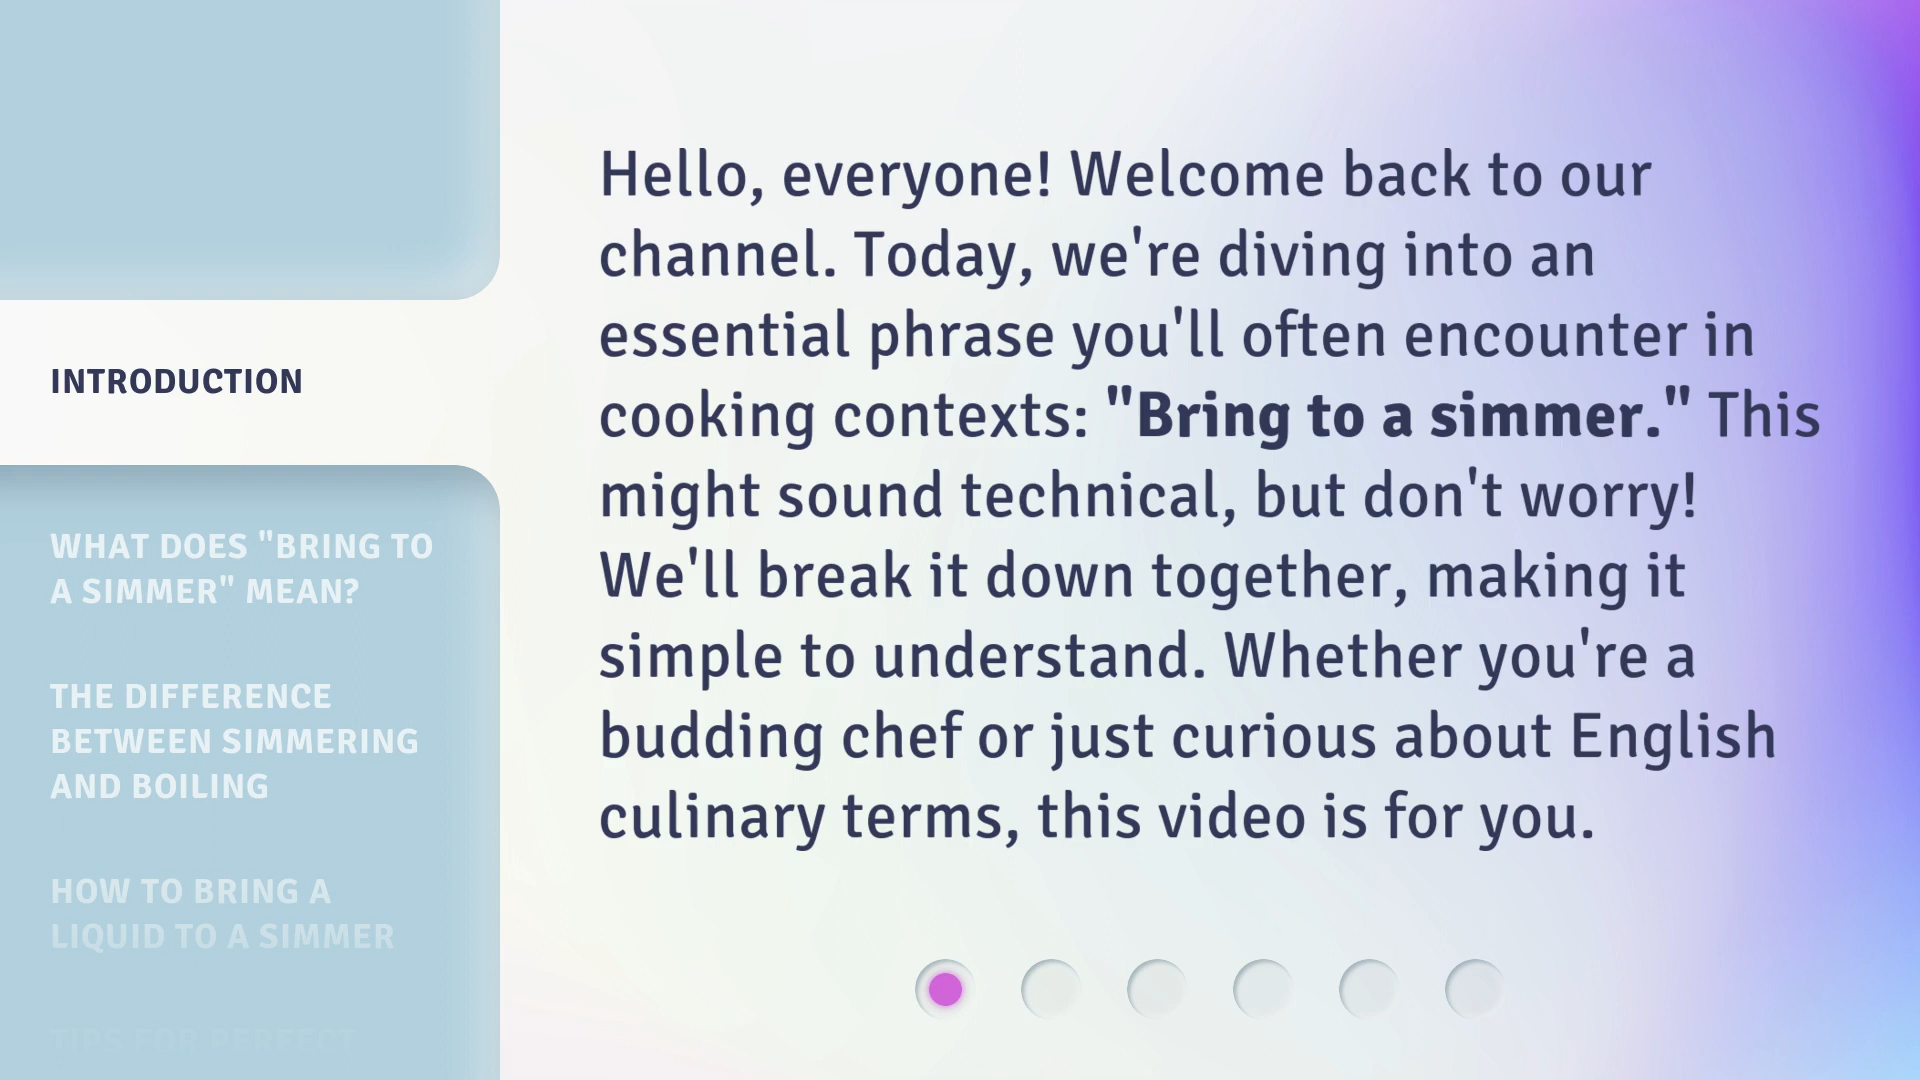 INTRODUCTION
WHAT DOES "BRING TO
A SIMMER" MEAN?
THE DIFFERENCE
BETWEEN SIMMERING
AND BOILING
HOW TO BRING A
LIQUID TO A SIMMER
TIPS FOR PERFECT
Hello, everyone! Welcome back to our
channel. Today, we're diving into an
essential phrase you'll often encounter in
cooking contexts: "Bring to a simmer." This
might sound technical, but don't worry!
We'll break it down together, making it
simple to understand. Whether you're a
budding chef or just curious about English
culinary terms, this video is for you.